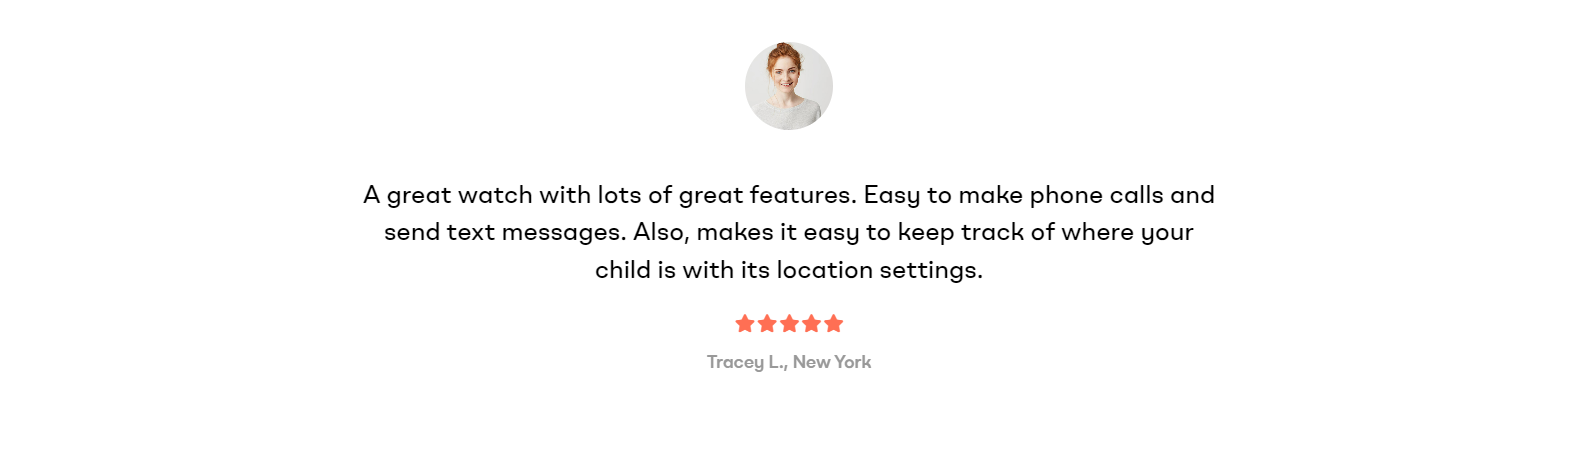 A great watch with lots of great features. Easy to make phone calls and
send text messages. Also, makes it easy to keep track of where your
child is with its location settings.
Tracey L., New York